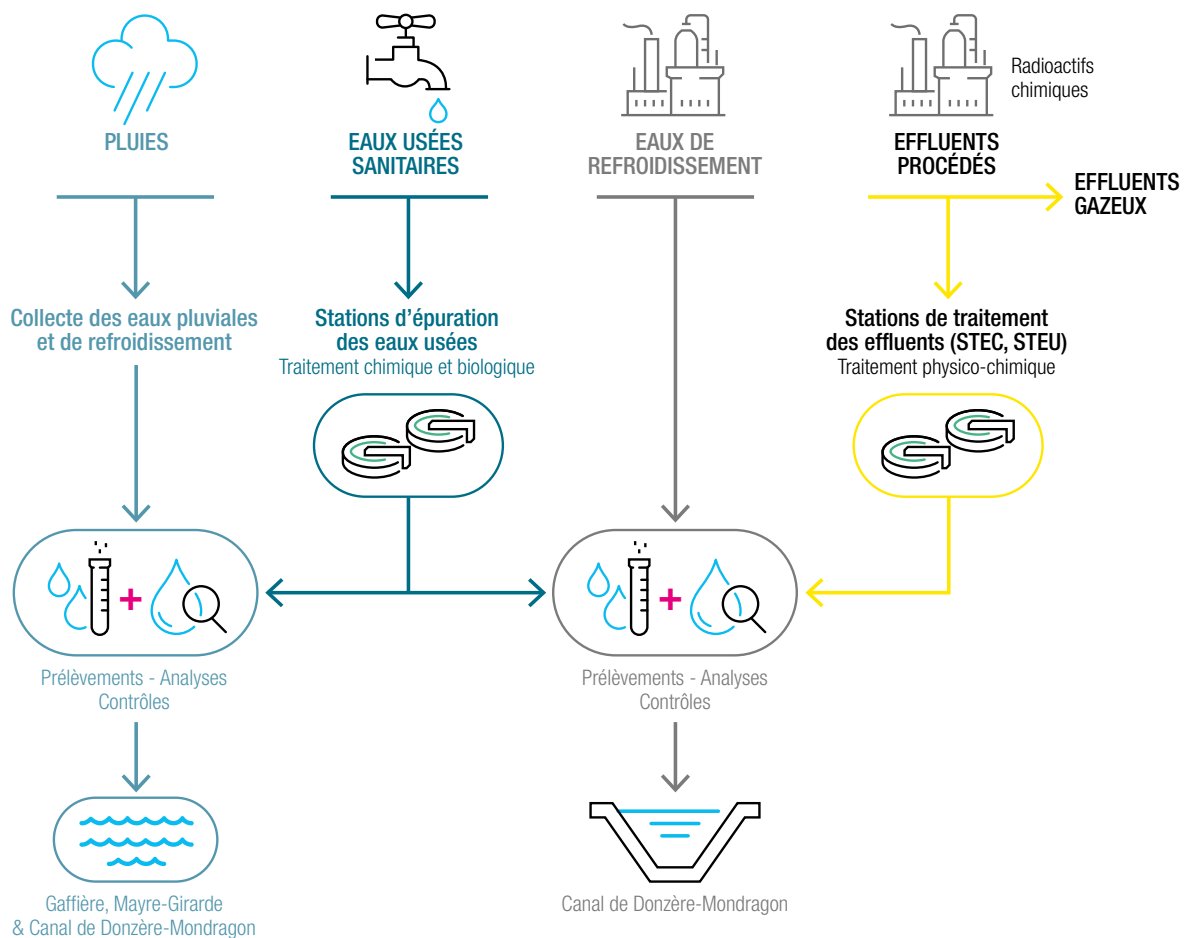 PLUIES
EAUX USÉES
SANITAIRES
EAUX DE
REFROIDISSEMENT
EFFLUENTS
PROCÉDÉS
Radioactifs
chimiques
EFFLUENTS
GAZEUX
Collecte des eaux pluviales
et de refroidissement
Stations d’épuration
des eaux usées
Traitement chimique et biologique
Stations de traitement
des effluents (STEC, STEU)
Traitement physico-chimique
+
+
Prélèvements - Analyses
Contrôles
Prélèvements - Analyses
Contrôles
Gaffière, Mayre-Girarde
& Canal de Donzère-Mondragon
Canal de Donzère-Mondragon